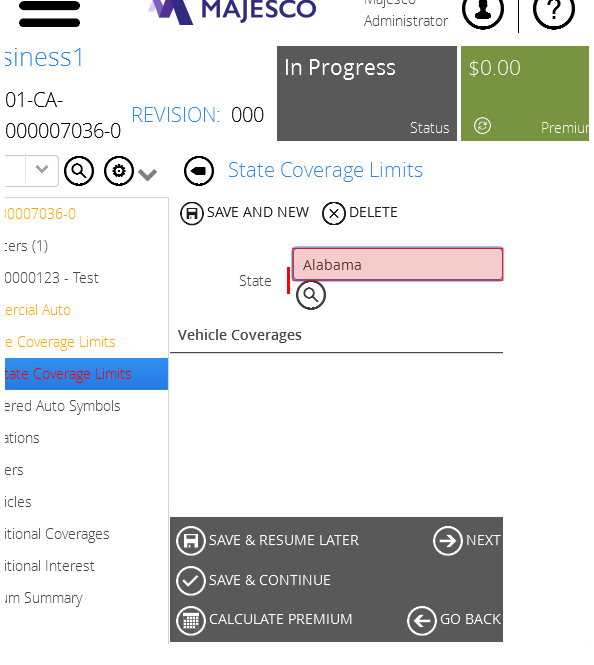 MAJESCO
Majesco
Administrator
siness1
01-CA-
000007036-0
REVISION: 000
In Progress
Status
$0.00
Premium
State Coverage Limits
SAVE AND NEW
DELETE
00007036-0
cers (1)
0000123 - Test
ercial Auto
e Coverage Limits
tate Coverage Limits
ered Auto Symbols
ations
ers
icles
itional Coverages
itional Interest
um Summary
State
Alabama
Vehicle Coverages
SAVE & RESUME LATER
NEXT
SAVE & CONTINUE
CALCULATE PREMIUM
GO BACK